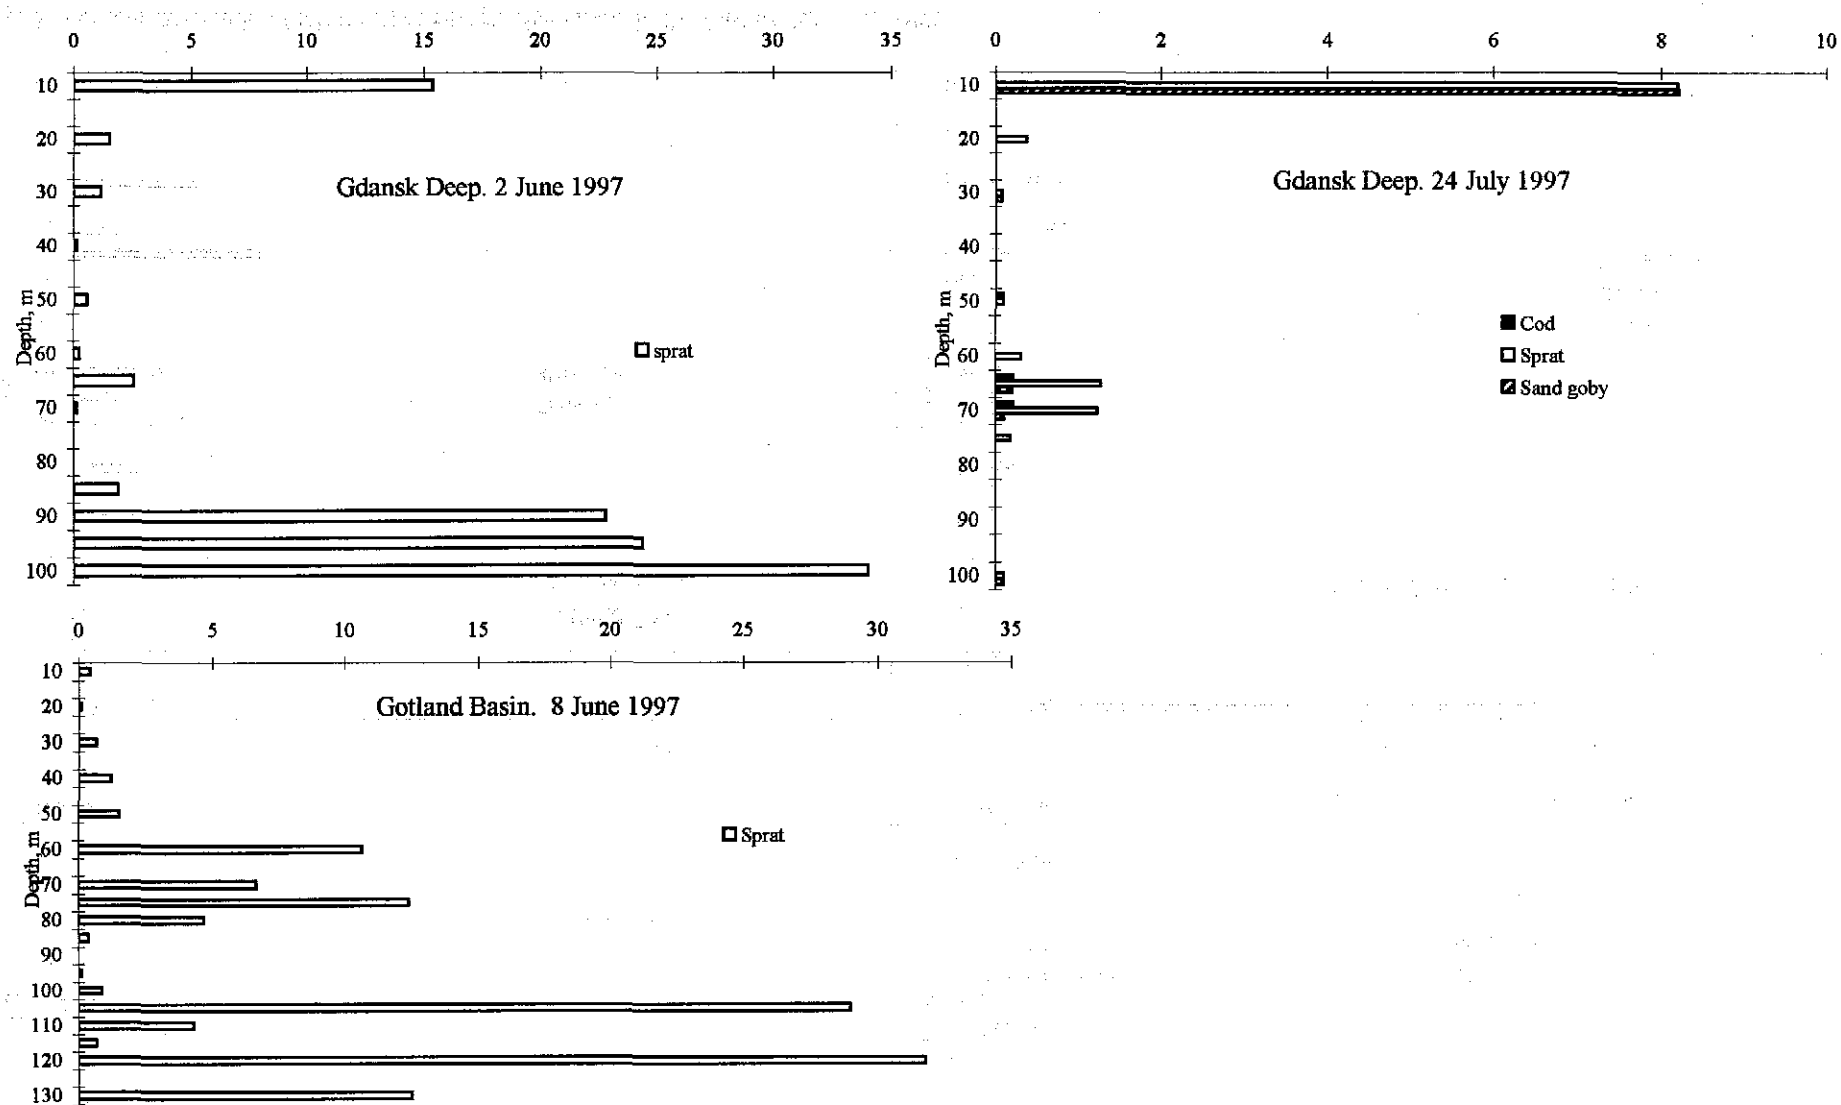 0 5 10 15 20 25 30 35
10
20
30
40
50
60
70
80
90
100
Depth, m
Gdansk Deep. 2 June 1997
sprat
0 2 4 6 8 10
10
20
30
40
50
60
70
80
90
100
Depth, m
Gdansk Deep. 24 July 1997
Cod
Sprat
Sand goby
0 5 10 15 20 25 30 35
10
20
30
40
50
60
70
80
90
100
110
120
130
Depth, m
Gotland Basin. 8 June 1997
Sprat